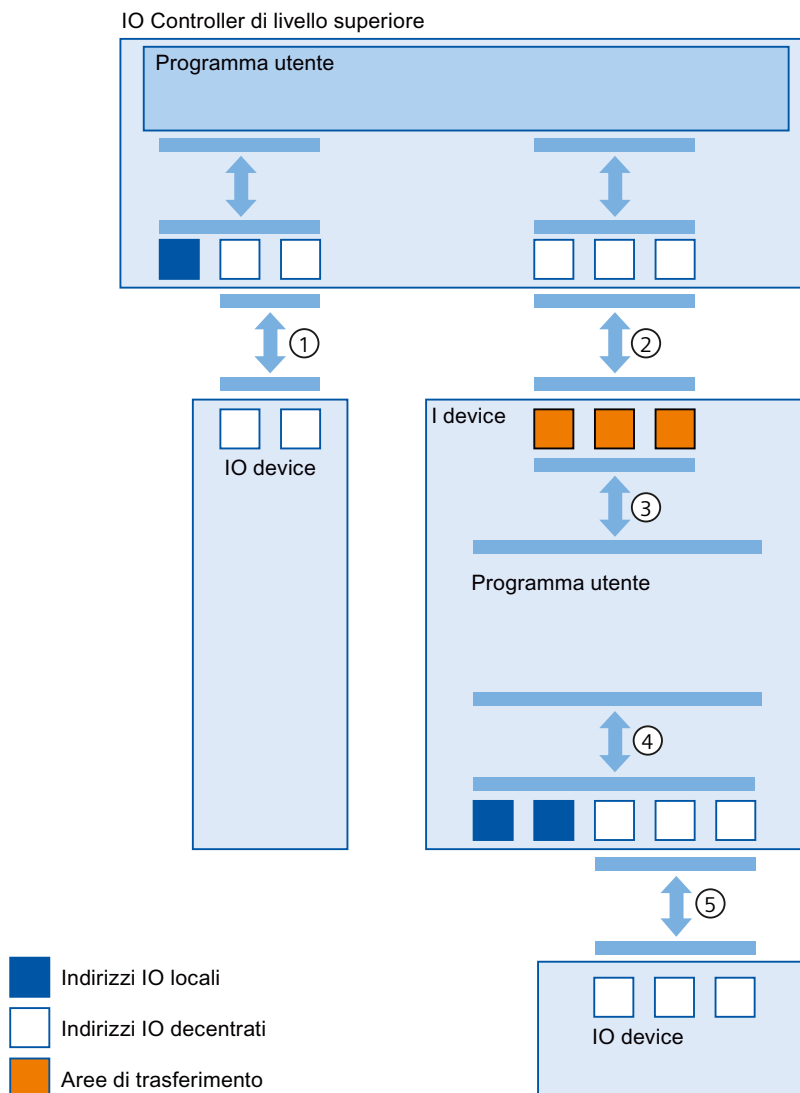 IO Controller di livello superiore
Programma utente
1
2
I device
IO device
3
Programma utente
4
5
IO device
Indirizzi IO locali
Indirizzi IO decentrati
Aree di trasferimento